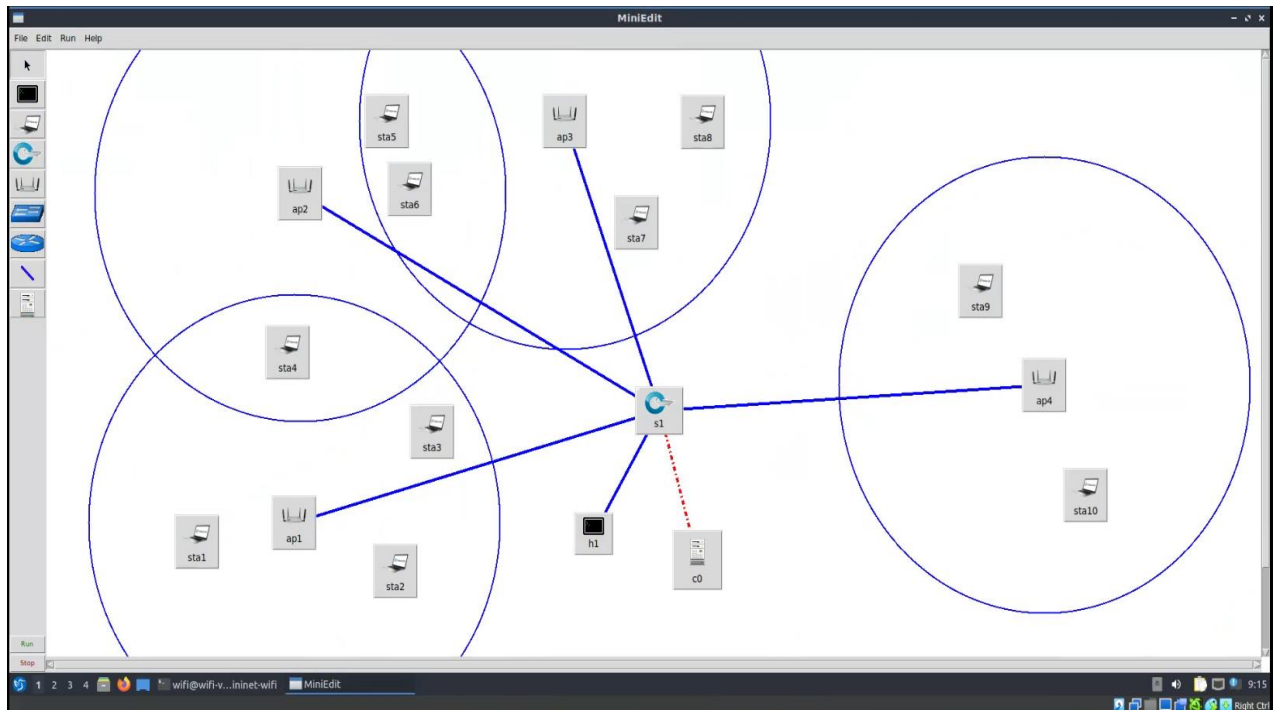 MiniEdit
File Edit Run Help
sta5
ap3
sta8
ap2
sta6
sta7
sta9
sta4
ap4
s1
sta3
sta10
ap1
h1
sta1
c0
sta2
Run
Stop
1 2 3 4 wifi@wifi-v...ininet-wifi MiniEdit 9:15
Right Ctrl